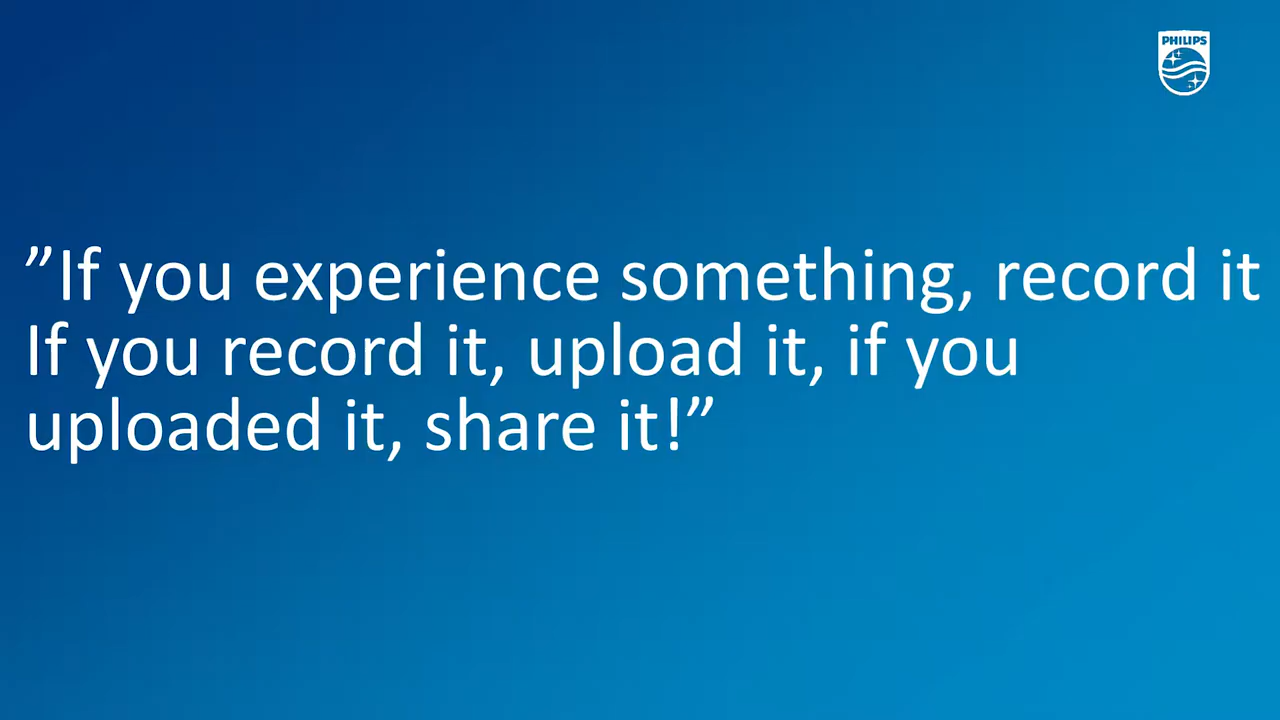 PHILIPS
”If you experience something, record it
If you record it, upload it, if you
uploaded it, share it!”